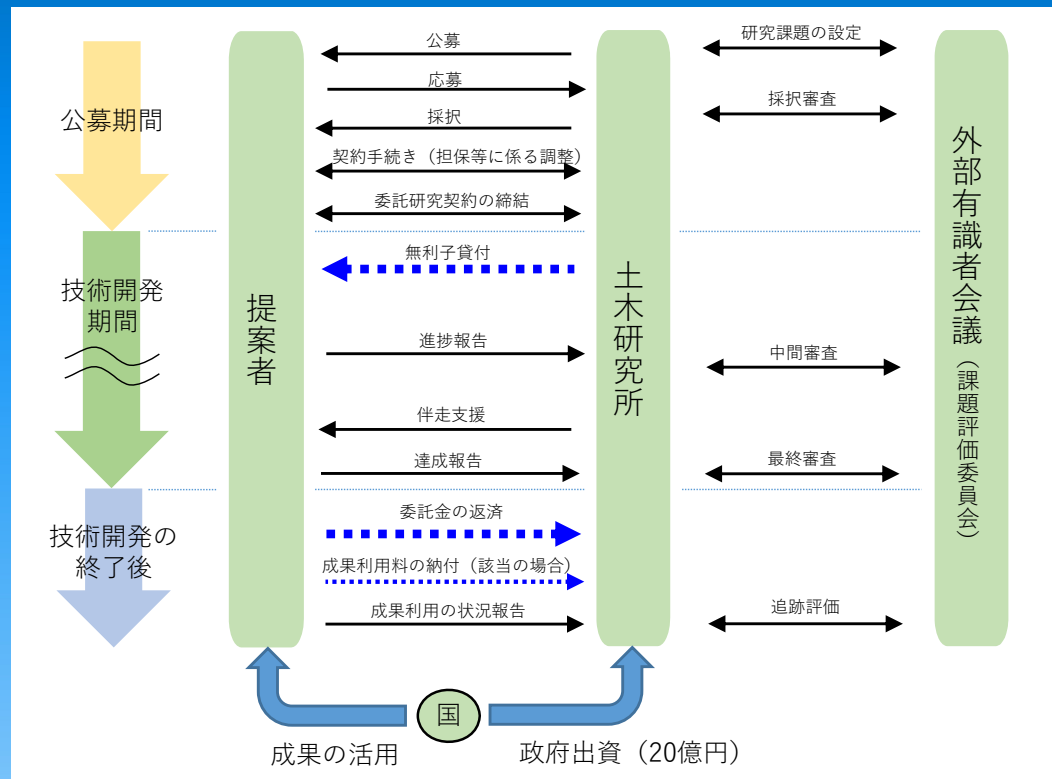 公募
研究課題の設定
応募
採択審査
公募期間
採択
契約手続き（担保等に係る調整）
委託研究契約の締結
無利子貸付
技術開発
期間
提案者
土木研究所
外部有識者会議（課題評価委員会）
進捗報告
中間審査
伴走支援
達成報告
最終審査
委託金の返済
技術開発の
終了後
成果利用料の納付（該当の場合）
成果利用の状況報告
追跡評価
国
成果の活用
政府出資（20億円）